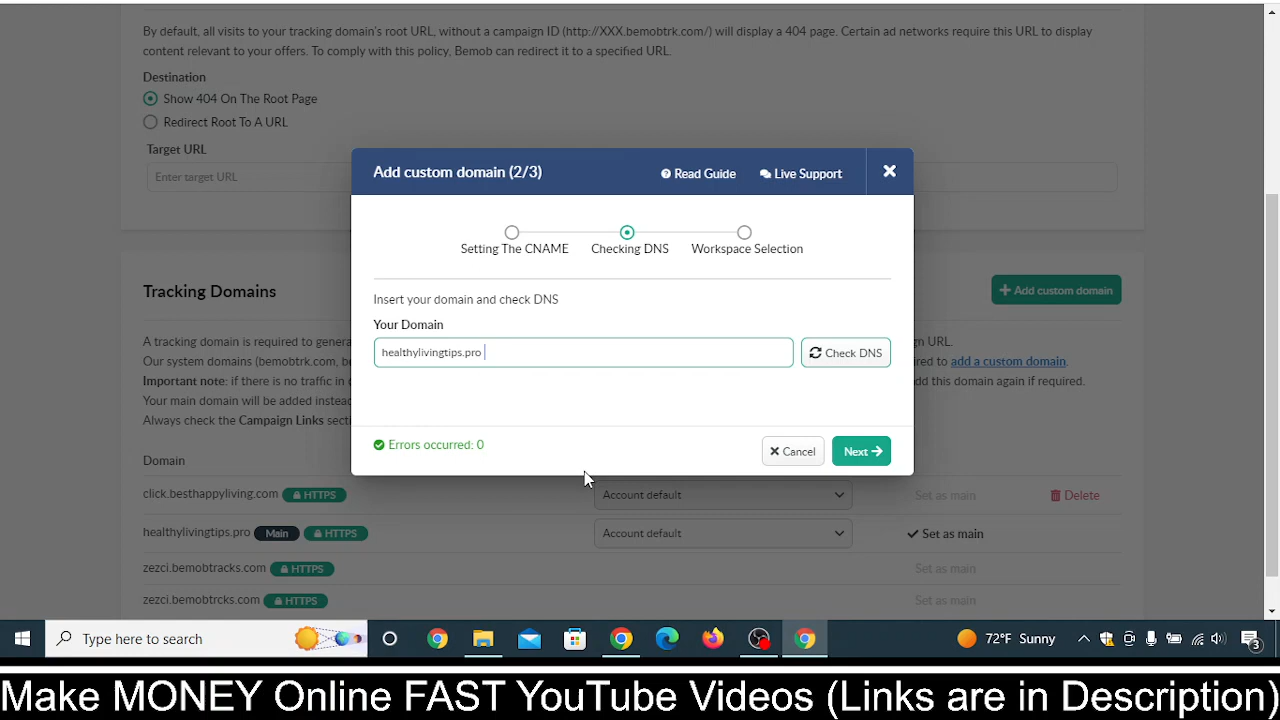 By default, all visits to your tracking domain's root URL, without a campaign ID (http://XXX.bemobtrk.com/) will display a 404 page. Certain ad networks require this URL to display
content relevant to your offers. To comply with this policy, Bemob can redirect it to a specified URL.
Destination
Show 404 On The Root Page
Redirect Root To A URL
Target URL
Enter target URL
Add custom domain (2/3)
Read Guide
Live Support
Setting The CNAME
Checking DNS
Workspace Selection
Insert your domain and check DNS
Your Domain
healthylivingtips.pro
Check DNS
Errors occurred: 0
Cancel
Next
Tracking Domains
Add custom domain
A tracking domain is required to genera
gn URL.
Our system domains (bemobtrk.com, be
uired to add a custom domain.
Important note: if there is no traffic in d
dd this domain again if required.
Your main domain will be added instead
Always check the Campaign Links secti
Domain
click.besthappyliving.com HTTPS Account default Set as main Delete
healthylivingtips.pro Main HTTPS Account default Set as main
zezci.bemobtracks.com HTTPS Set as main
zezci.bemobtrcks.com HTTPS Set as main
Type here to search
72°F Sunny
3
Make MONEY Online FAST YouTube Videos (Links are in Description)